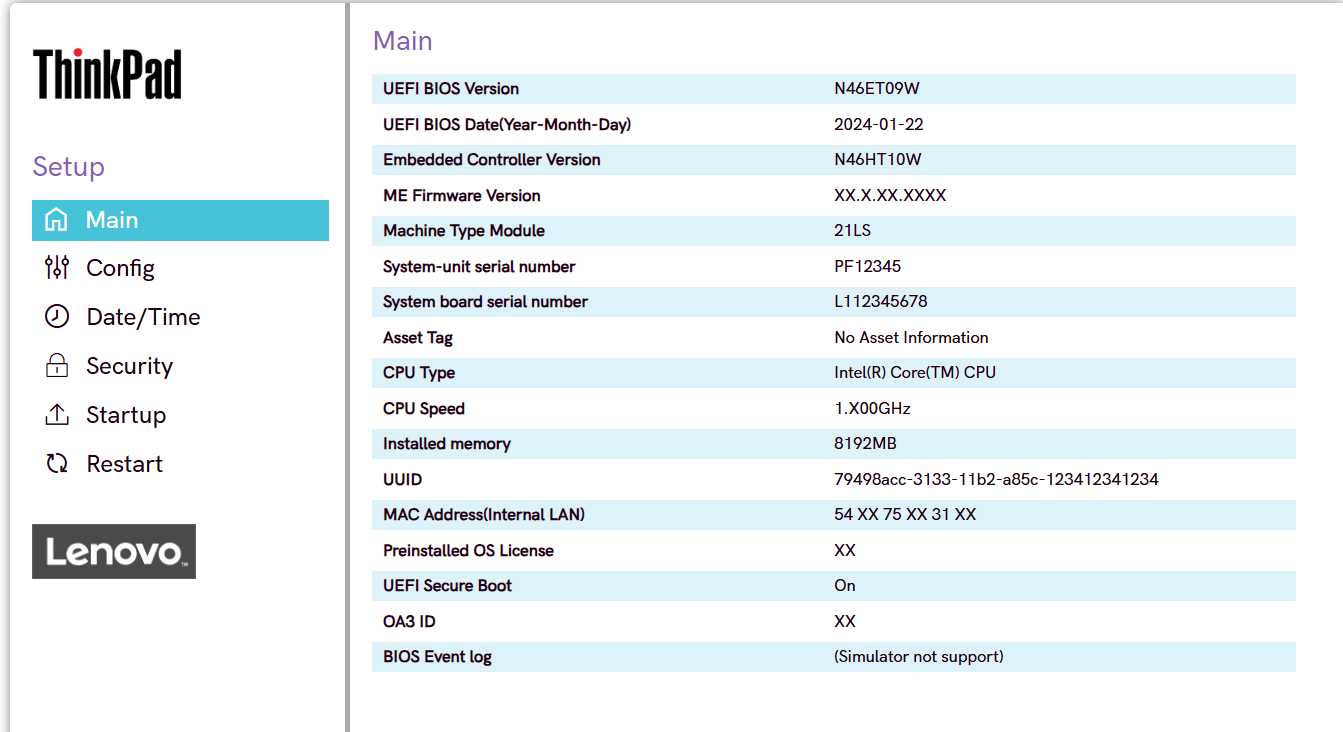 ThinkPad
Setup
Main
Config
Date/Time
Security
Startup
Restart
Lenovo™
Main
UEFI BIOS Version N46ET09W
UEFI BIOS Date(Year-Month-Day) 2024-01-22
Embedded Controller Version N46HT10W
ME Firmware Version XX.X.XX.XXXX
Machine Type Module 21LS
System-unit serial number PF12345
System board serial number L112345678
Asset Tag No Asset Information
CPU Type Intel(R) Core(TM) CPU
CPU Speed 1.X00GHz
Installed memory 8192MB
UUID 79498acc-3133-11b2-a85c-123412341234
MAC Address(Internal LAN) 54 XX 75 XX 31 XX
Preinstalled OS License XX
UEFI Secure Boot On
OA3 ID XX
BIOS Event log (Simulator not support)